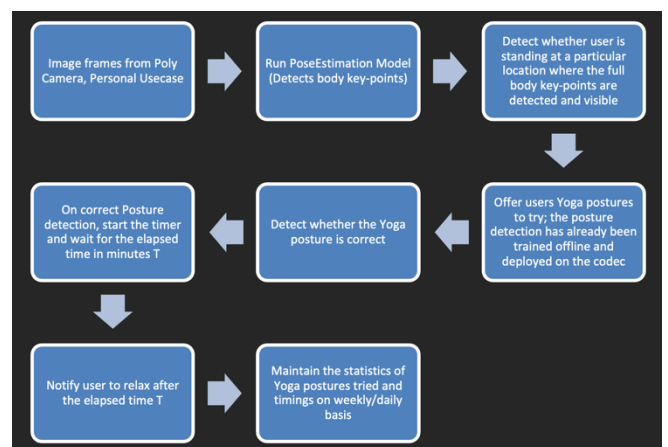 Image frames from Poly
Camera, Personal Usecase
Run PoseEstimation Model
(Detects body key-points)
Detect whether user is
standing at a particular
location where the full
body key-points are
detected and visible
Offer users Yoga postures
to try; the posture
detection has already been
trained offline and
deployed on the codec
Detect whether the Yoga
posture is correct
On correct Posture
detection, start the timer
and wait for the elapsed
time in minutes T
Notify user to relax after
the elapsed time T
Maintain the statistics of
Yoga postures tried and
timings on weekly/daily
basis